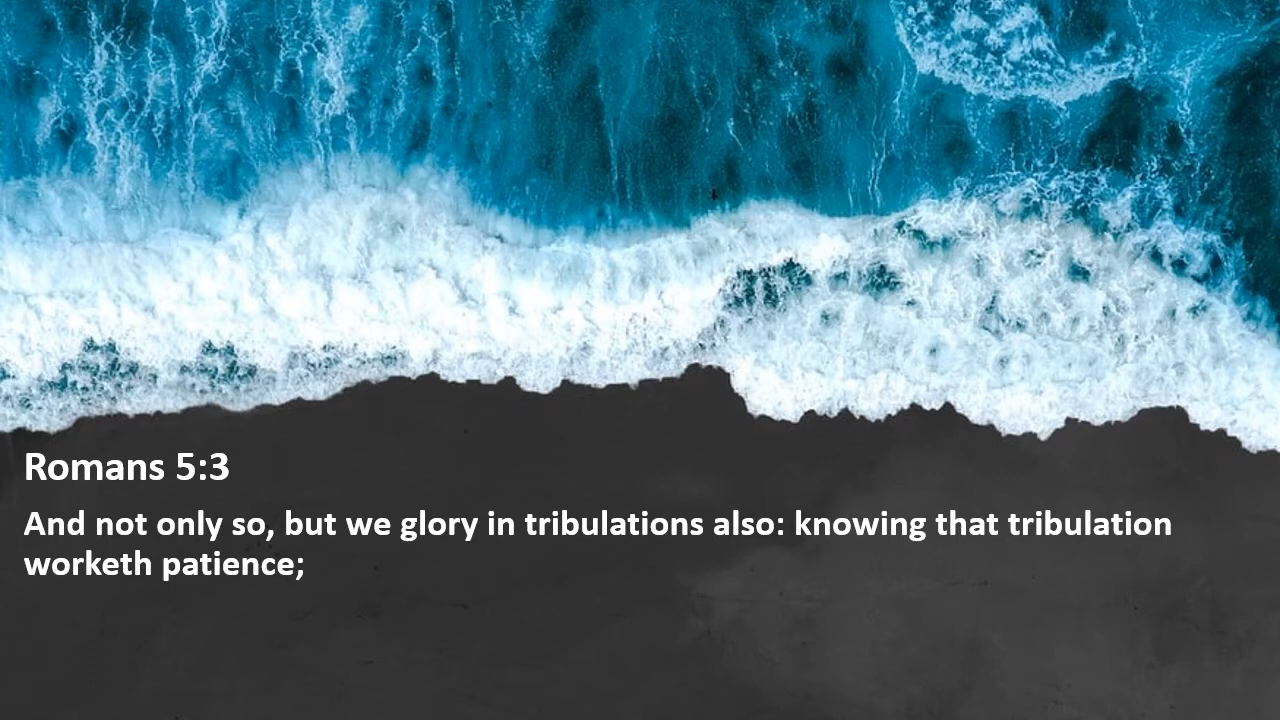 Romans 5:3
And not only so, but we glory in tribulations also: knowing that tribulation
worketh patience;